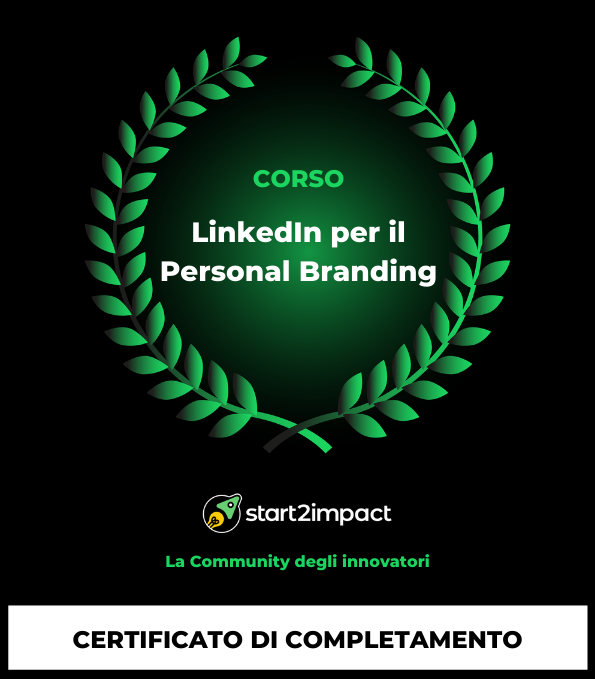 CORSO
LinkedIn per il
Personal Branding
start2impact
La Community degli innovatori
CERTIFICATO DI COMPLETAMENTO